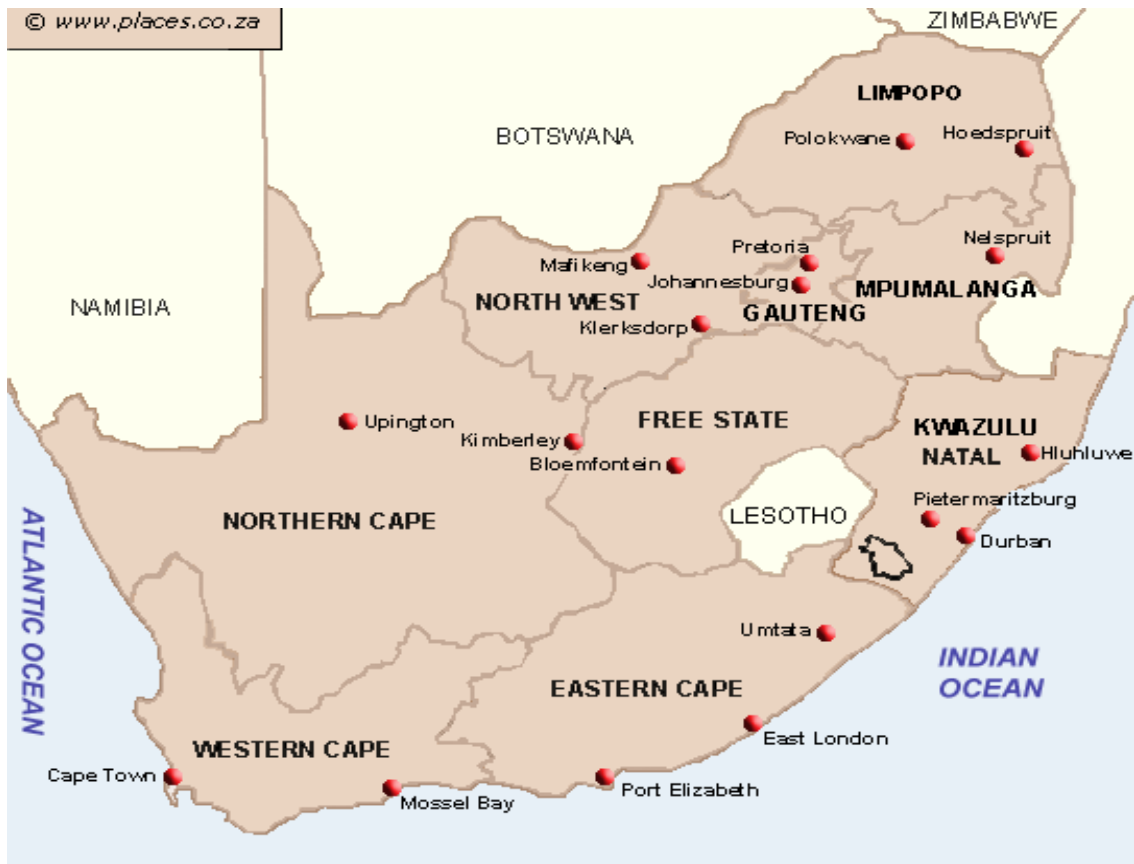 © www.places.co.za
ZIMBABWE
LIMPOPO
BOTSWANA
Polokwane
Hoedspruit
Pretoria
Nelspruit
Mafikeng
Johannesburg
MPUMALANGA
NAMIBIA
NORTH WEST
GAUTENG
Klerksdorp
Upington
FREE STATE
KWAZULU
NATAL
Kimberley
Hluhluwe
Bloemfontein
Pietermaritzburg
NORTHERN CAPE
LESOTHO
Durban
ATLANTIC OCEAN
Umtata
INDIAN
OCEAN
EASTERN CAPE
East London
WESTERN CAPE
Cape Town
Port Elizabeth
Mossel Bay